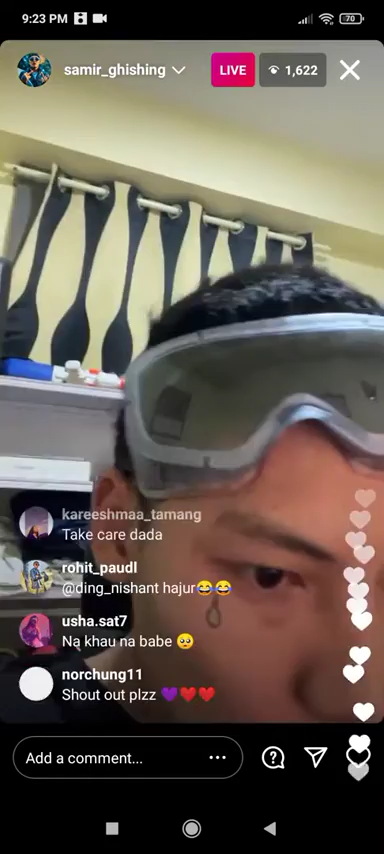 9:23 PM
70
samir_ghishing
LIVE
1,622
kareeshmaa_tamang
Take care dada
rohit_paudl
@ding_nishant hajur😂😂
usha.sat7
Na khau na babe 🥺
norchung11
Shout out plzz 💜❤️❤️
Add a comment...